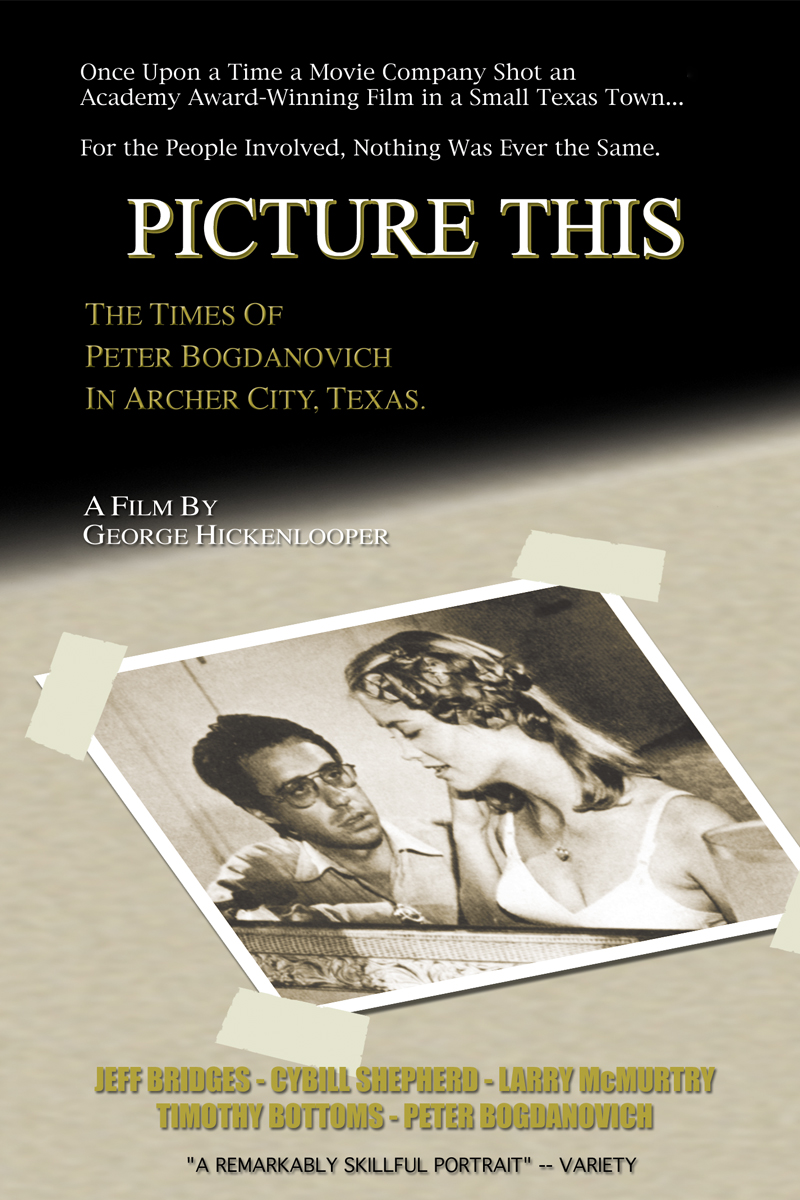 Once Upon a Time a Movie Company Shot an
Academy Award-Winning Film in a Small Texas Town...
For the People Involved, Nothing Was Ever the Same.
PICTURE THIS
THE TIMES OF
PETER BOGDANOVICH
IN ARCHER CITY, TEXAS.
A FILM BY
GEORGE HICKENLOOPER
JEFF BRIDGES - CYBILL SHEPHERD - LARRY McMURTRY
TIMOTHY BOTTOMS - PETER BOGDANOVICH
"A REMARKABLY SKILLFUL PORTRAIT" -- VARIETY